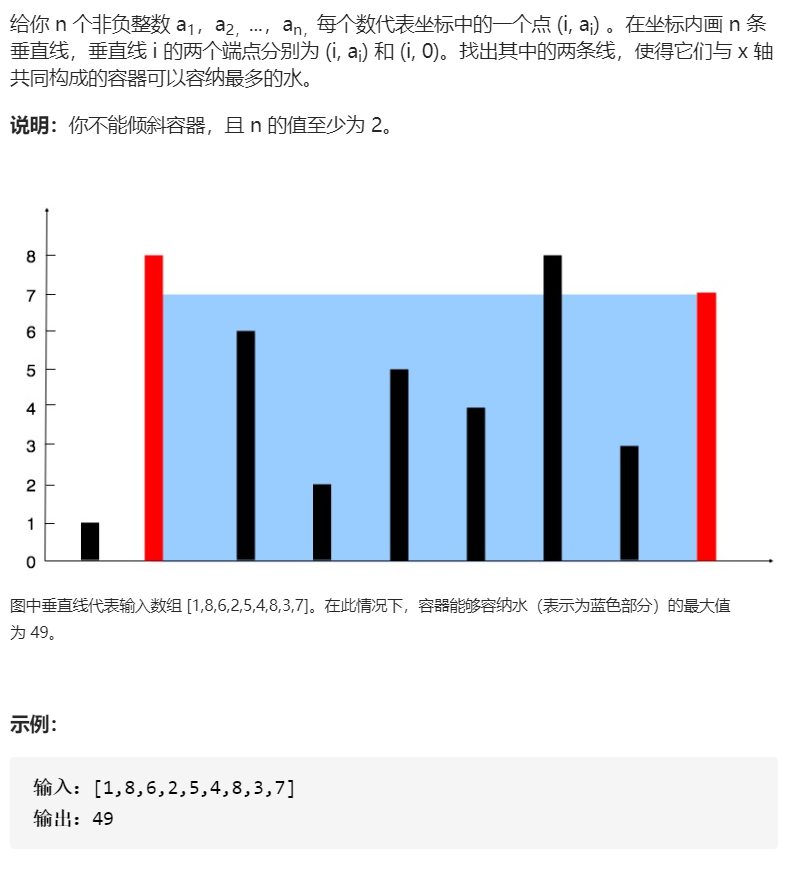 给你 n 个非负整数 a₁，a₂，...，aₙ，每个数代表坐标中的一个点 (i, aᵢ) 。在坐标内画 n 条
垂直线，垂直线 i 的两个端点分别为 (i, aᵢ) 和 (i, 0)。找出其中的两条线，使得它们与 x 轴
共同构成的容器可以容纳最多的水。
说明：你不能倾斜容器，且 n 的值至少为 2。
8
7
6
5
4
3
2
1
0
图中垂直线代表输入数组 [1,8,6,2,5,4,8,3,7]。在此情况下，容器能够容纳水（表示为蓝色部分）的最大值
为 49。
示例：
输入：[1,8,6,2,5,4,8,3,7]
输出：49